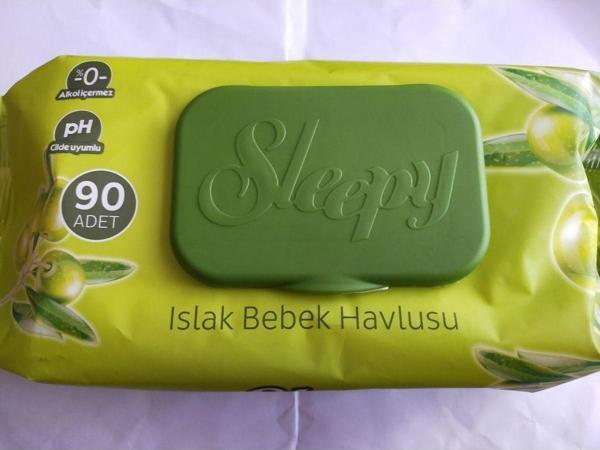 %
-0-
Alkol içermez
pH
Cilde uyumlu
90
ADET
Sleepy
Islak Bebek Havlusu